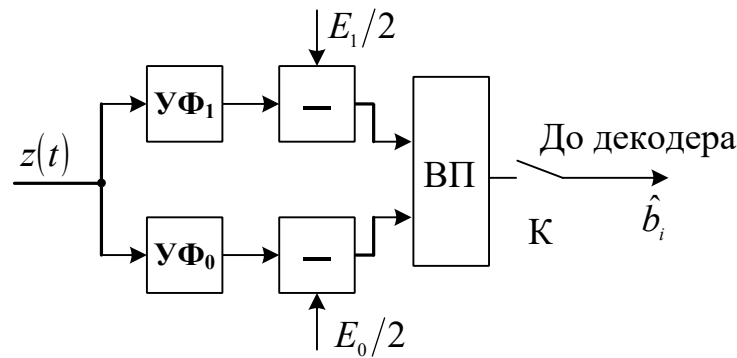 E₁/2
УФ₁
–
z(t)
ВП
До декодера
К
b̂ᵢ
УФ₀
–
E₀/2